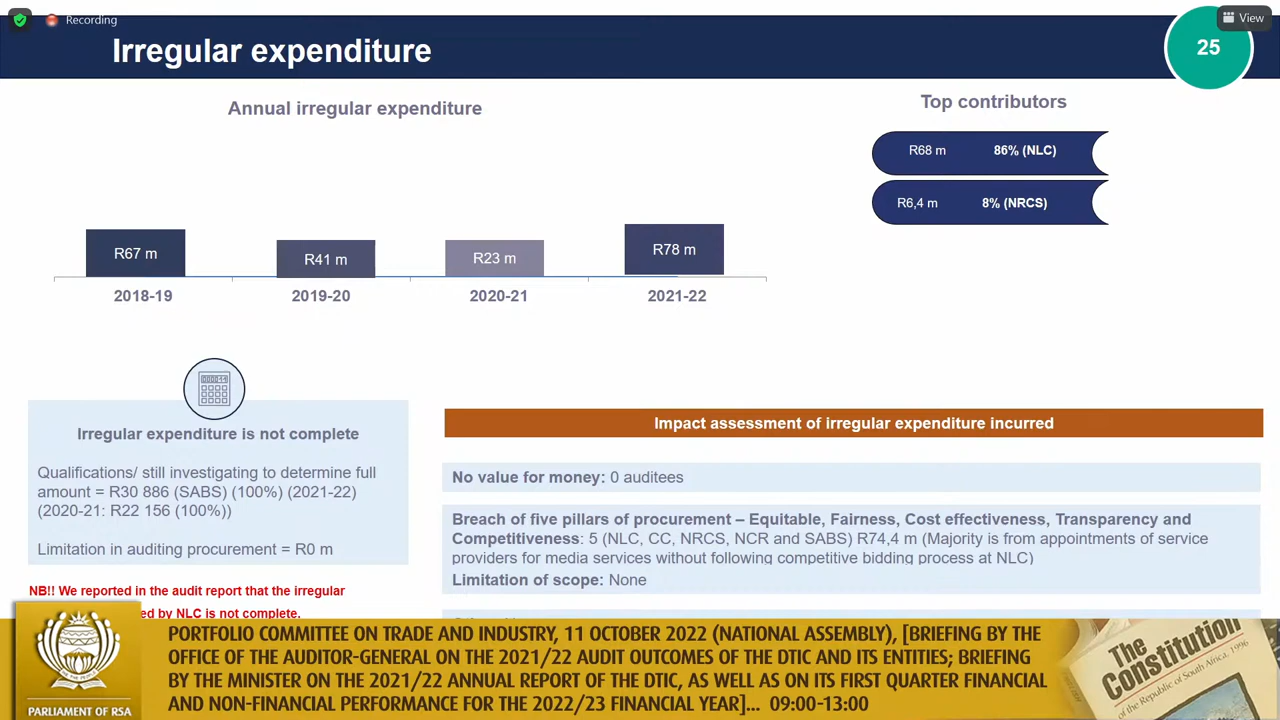 Recording
View
Irregular expenditure
25
Annual irregular expenditure
Top contributors
R68 m 86% (NLC)
R6,4 m 8% (NRCS)
R67 m
R41 m
R23 m
R78 m
2018-19
2019-20
2020-21
2021-22
Irregular expenditure is not complete
Qualifications/ still investigating to determine full
amount = R30 886 (SABS) (100%) (2021-22)
(2020-21: R22 156 (100%))
Limitation in auditing procurement = R0 m
NB!! We reported in the audit report that the irregular
ed by NLC is not complete.
Impact assessment of irregular expenditure incurred
No value for money: 0 auditees
Breach of five pillars of procurement – Equitable, Fairness, Cost effectiveness, Transparency and
Competitiveness: 5 (NLC, CC, NRCS, NCR and SABS) R74,4 m (Majority is from appointments of service
providers for media services without following competitive bidding process at NLC)
Limitation of scope: None
PARLIAMENT OF RSA
PORTFOLIO COMMITTEE ON TRADE AND INDUSTRY, 11 OCTOBER 2022 (NATIONAL ASSEMBLY), [BRIEFING BY THE
OFFICE OF THE AUDITOR-GENERAL ON THE 2021/22 AUDIT OUTCOMES OF THE DTIC AND ITS ENTITIES; BRIEFING
BY THE MINISTER ON THE 2021/22 ANNUAL REPORT OF THE DTIC, AS WELL AS ON ITS FIRST QUARTER FINANCIAL
AND NON-FINANCIAL PERFORMANCE FOR THE 2022/23 FINANCIAL YEAR]... 09:00-13:00
The
Constitution
of the Republic of South Africa, 1996